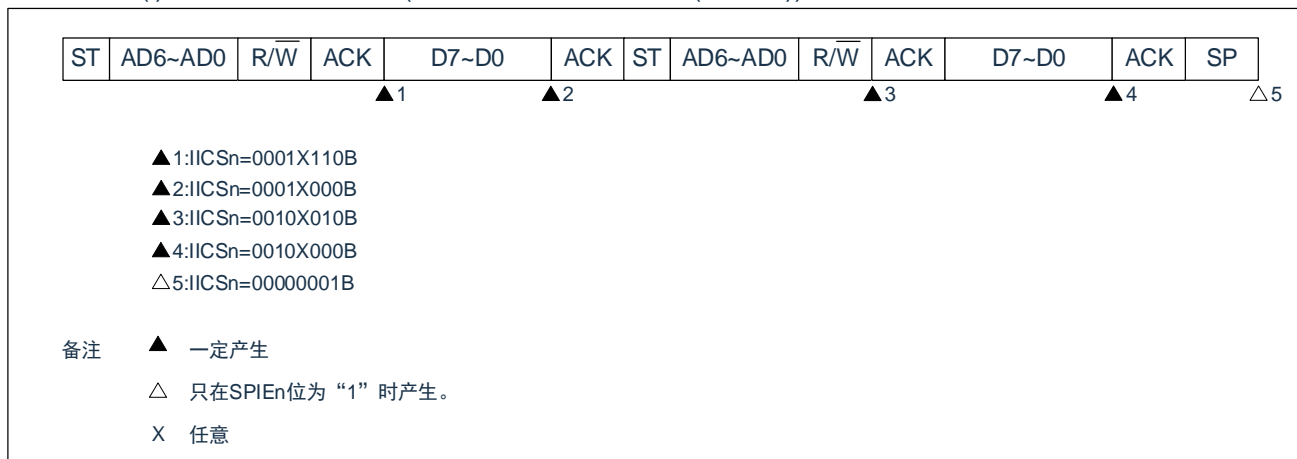 ST AD6~AD0 R/W ACK D7~D0 ACK ST AD6~AD0 R/W ACK D7~D0 ACK SP
▲1 ▲2 ▲3 ▲4 △5
▲1:IICSn=0001X110B
▲2:IICSn=0001X000B
▲3:IICSn=0010X010B
▲4:IICSn=0010X000B
△5:IICSn=00000001B
备注 ▲ 一定产生
△ 只在SPIEn位为“1”时产生。
X 任意